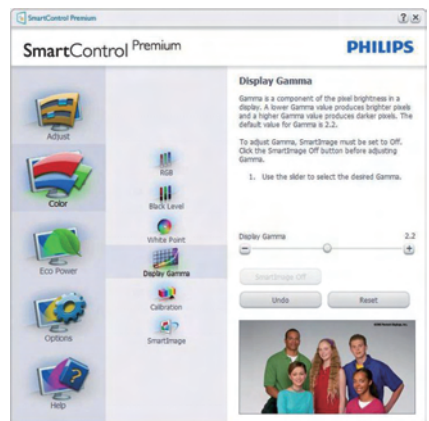 SmartControl Premium
SmartControl Premium
PHILIPS
Adjust
Color
Eco Power
Options
Help
RGB
Black Level
White Point
Display Gamma
Calibration
SmartImage
Display Gamma
Gamma is a component of the pixel brightness in a
display. A lower Gamma value produces brighter pixels
and a higher Gamma value produces darker pixels. The
default value for Gamma is 2.2.
To adjust Gamma, SmartImage must be set to Off.
Click the SmartImage Off button before adjusting
Gamma.
1. Use the slider to select the desired Gamma.
Display Gamma 2.2
SmartImage Off
Undo Reset